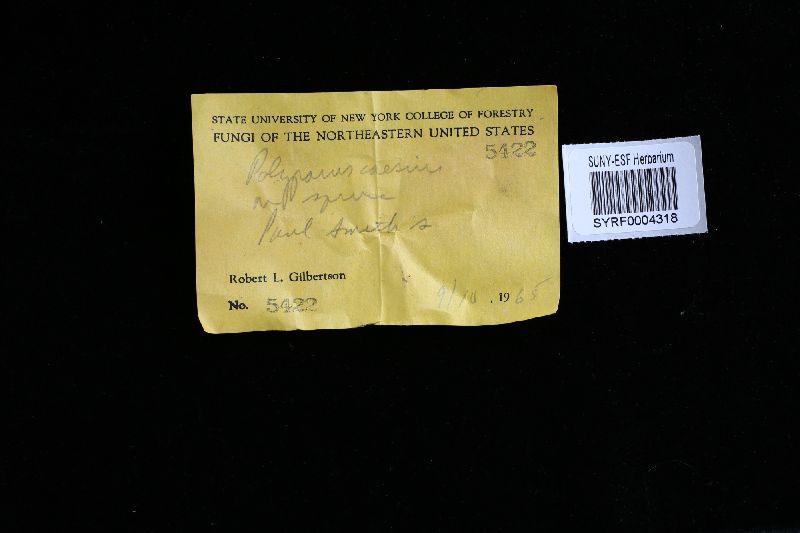 STATE UNIVERSITY OF NEW YORK COLLEGE OF FORESTRY
FUNGI OF THE NORTHEASTERN UNITED STATES
5422
Polyporus caesius
on spruce
Paul Smith's
Robert L. Gilbertson
No. 5422
9/10, 1965
SUNY-ESF Herbarium
SYRF0004318